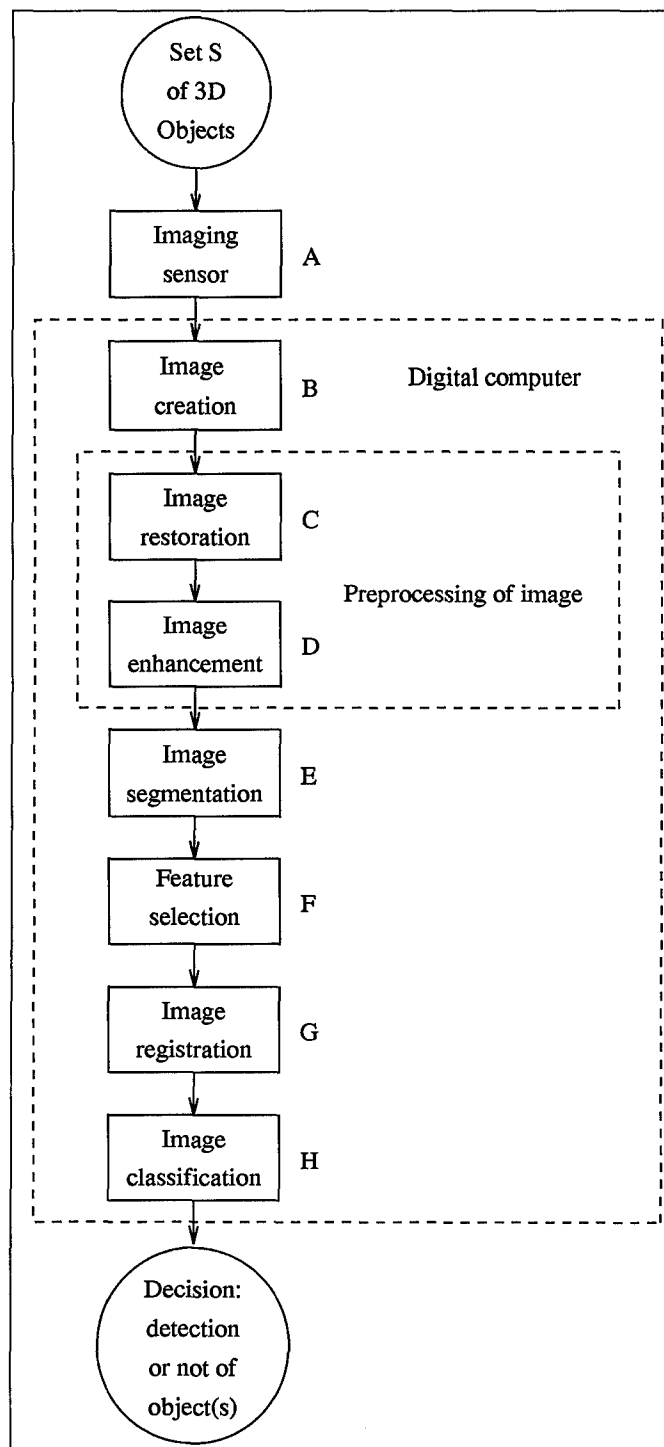 Set S
of 3D
Objects
Imaging
sensor
A
Image
creation
B
Digital computer
Image
restoration
C
Preprocessing of image
Image
enhancement
D
Image
segmentation
E
Feature
selection
F
Image
registration
G
Image
classification
H
Decision:
detection
or not of
object(s)